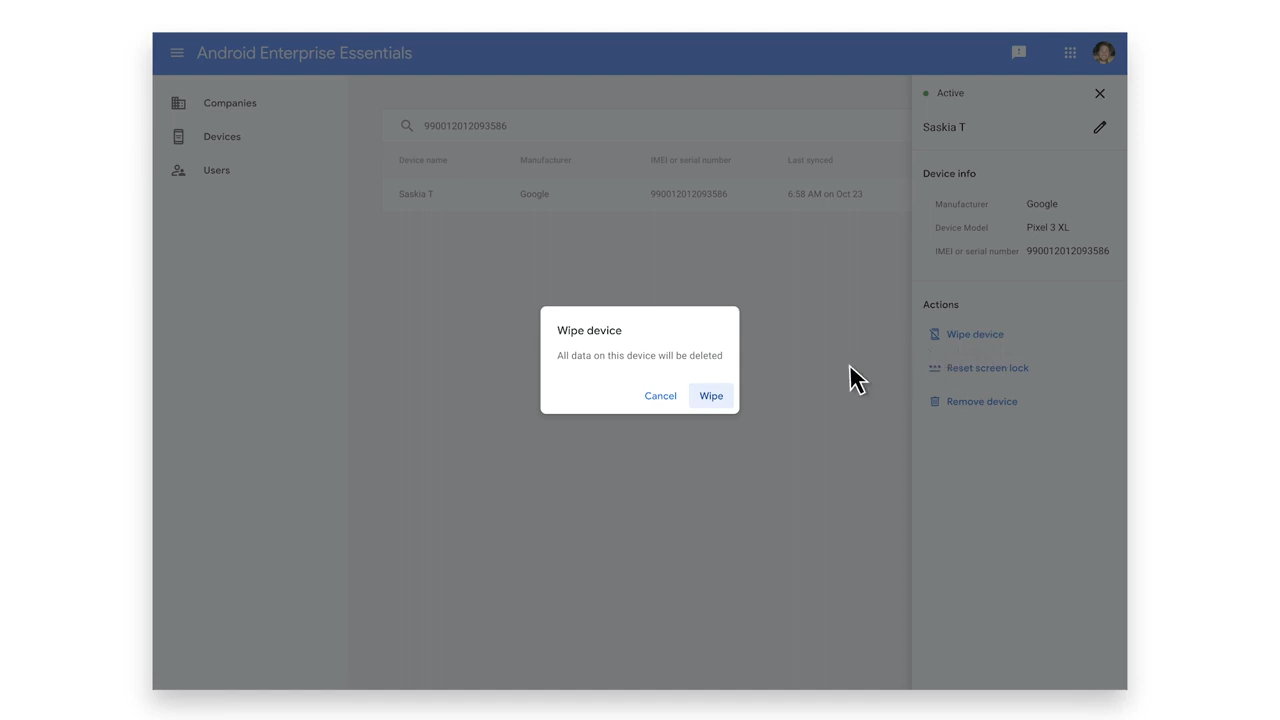 Android Enterprise Essentials
Companies
Devices
Users
990012012093586
Device name Manufacturer IMEI or serial number Last synced
Saskia T Google 990012012093586 6:58 AM on Oct 23
Wipe device
All data on this device will be deleted
Cancel Wipe
Active
Saskia T
Device info
Manufacturer Google
Device Model Pixel 3 XL
IMEI or serial number 990012012093586
Actions
Wipe device
Reset screen lock
Remove device